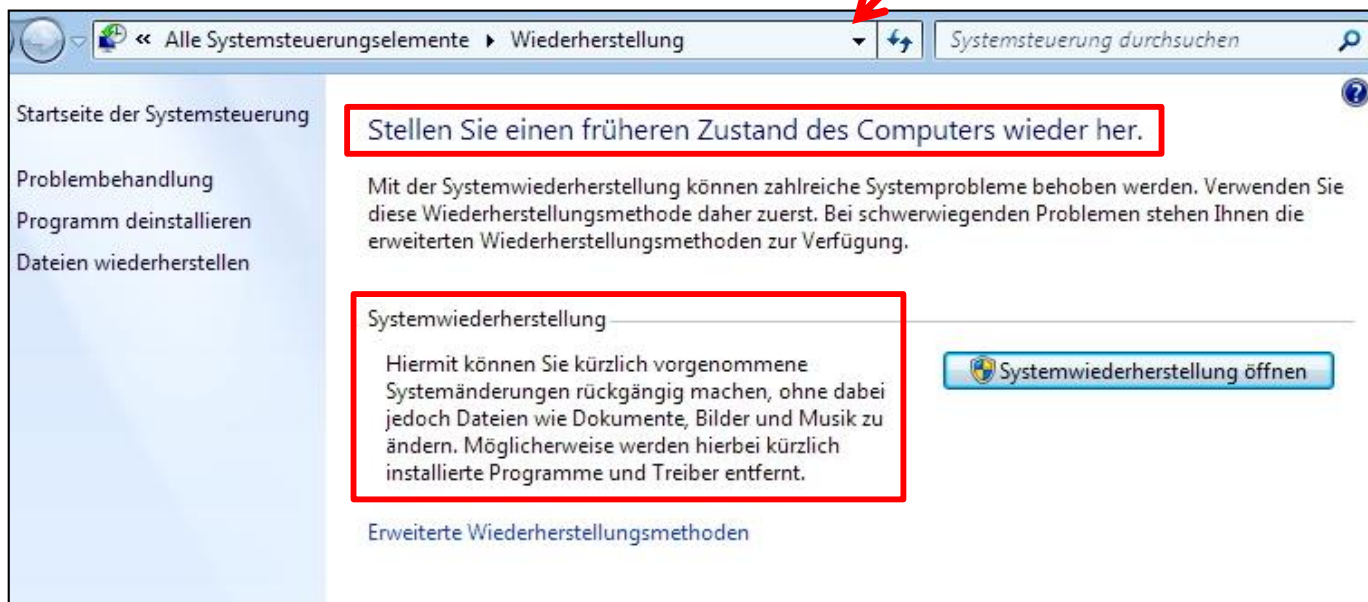 « Alle Systemsteuerungselemente ▸ Wiederherstellung
Systemsteuerung durchsuchen
Startseite der Systemsteuerung
Problembehandlung
Programm deinstallieren
Dateien wiederherstellen
Stellen Sie einen früheren Zustand des Computers wieder her.
Mit der Systemwiederherstellung können zahlreiche Systemprobleme behoben werden. Verwenden Sie
diese Wiederherstellungsmethode daher zuerst. Bei schwerwiegenden Problemen stehen Ihnen die
erweiterten Wiederherstellungsmethoden zur Verfügung.
Systemwiederherstellung
Hiermit können Sie kürzlich vorgenommene
Systemänderungen rückgängig machen, ohne dabei
jedoch Dateien wie Dokumente, Bilder und Musik zu
ändern. Möglicherweise werden hierbei kürzlich
installierte Programme und Treiber entfernt.
Systemwiederherstellung öffnen
Erweiterte Wiederherstellungsmethoden